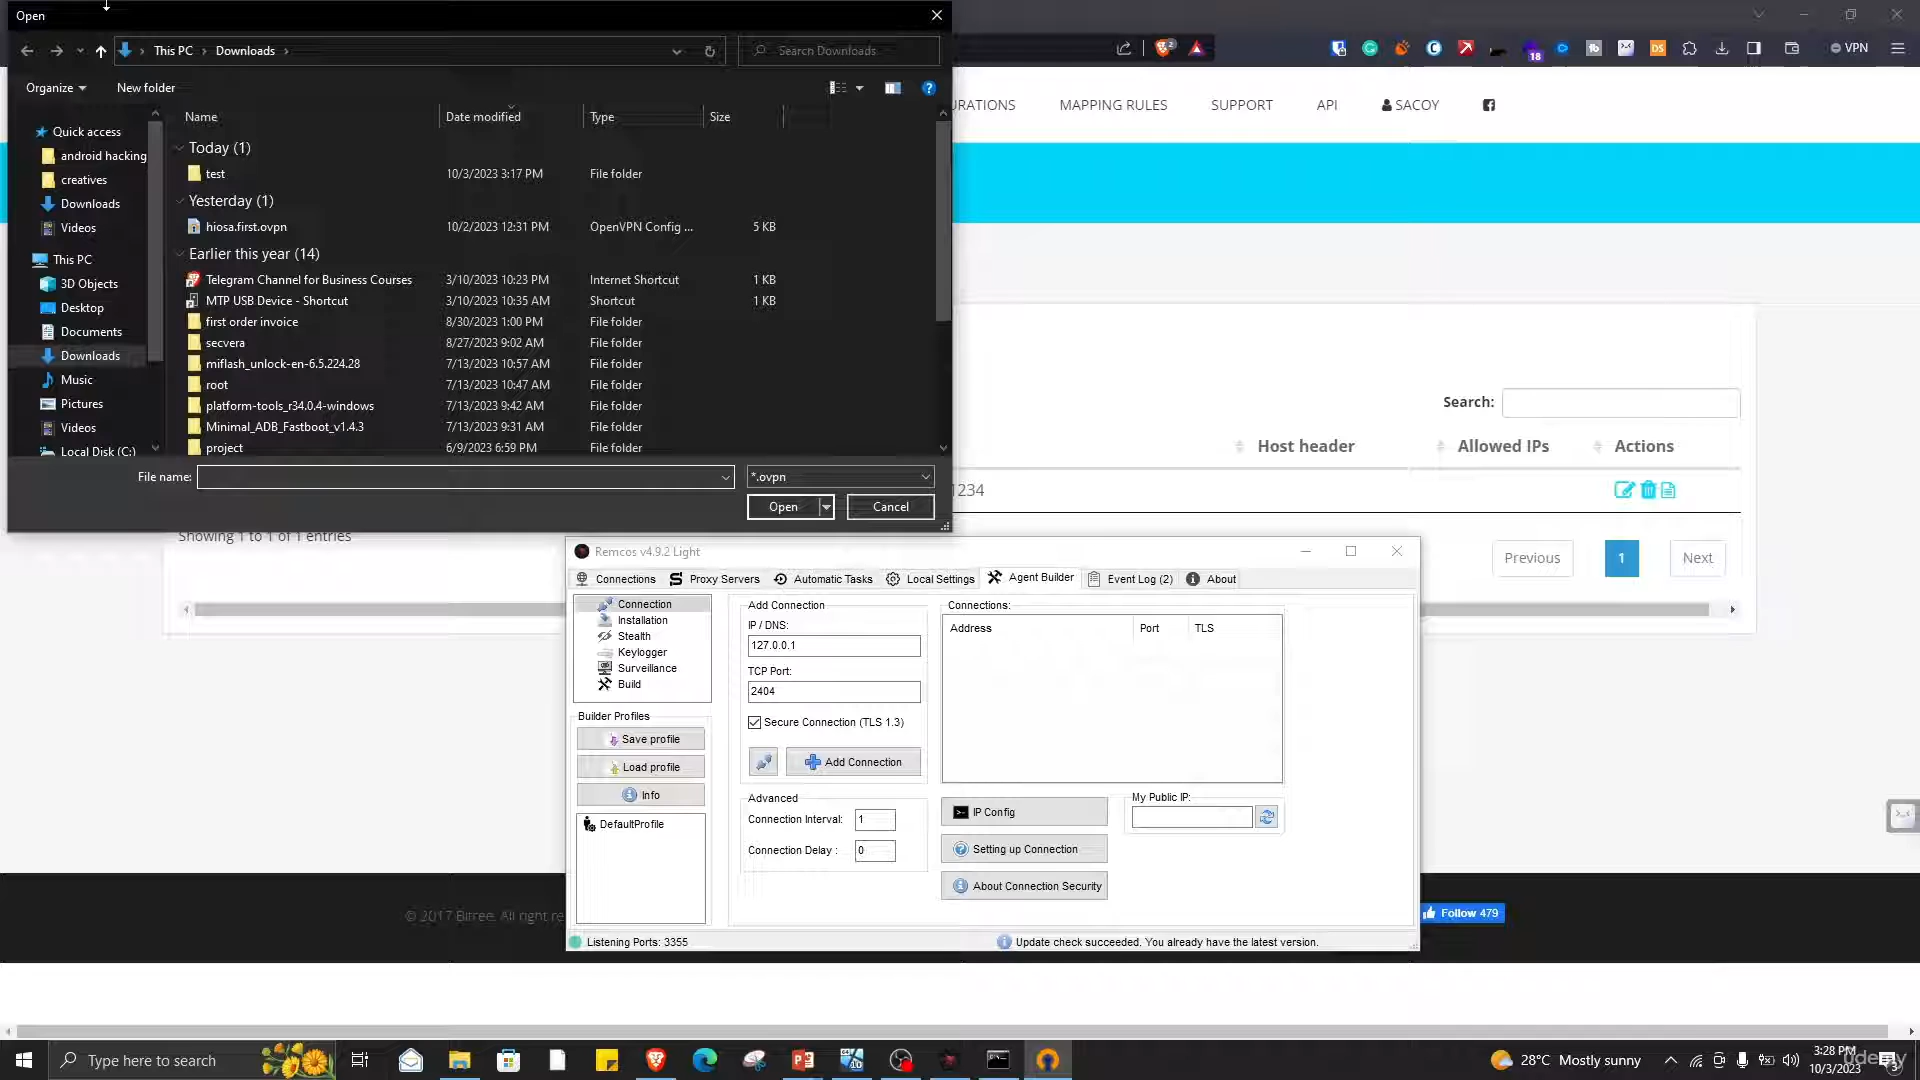 Open
This PC > Downloads >
Search Downloads
Organize
New folder
Name
Date modified
Type
Size
Today (1)
test 10/3/2023 3:17 PM File folder
Yesterday (1)
hiosa.first.ovpn 10/2/2023 12:31 PM OpenVPN Config ... 5 KB
Earlier this year (14)
Telegram Channel for Business Courses 3/10/2023 10:23 PM Internet Shortcut 1 KB
MTP USB Device - Shortcut 3/10/2023 10:35 AM Shortcut 1 KB
first order invoice 8/30/2023 1:00 PM File folder
secvera 8/27/2023 9:02 AM File folder
miflash_unlock-en-6.5.224.28 7/13/2023 10:57 AM File folder
root 7/13/2023 10:47 AM File folder
platform-tools_r34.0.4-windows 7/13/2023 9:42 AM File folder
Minimal_ADB_Fastboot_v1.4.3 7/13/2023 9:31 AM File folder
project 6/9/2023 6:59 PM File folder
Quick access
android hacking
creatives
Downloads
Videos
This PC
3D Objects
Desktop
Documents
Downloads
Music
Pictures
Videos
Local Disk (C:)
File name:
*.ovpn
Open
Cancel
18
VPN
URATIONS
MAPPING RULES
SUPPORT
API
SACOY
Search:
Host header
Allowed IPs
Actions
1234
Showing 1 to 1 of 1 entries
Previous
1
Next
Remcos v4.9.2 Light
Connections
Proxy Servers
Automatic Tasks
Local Settings
Agent Builder
Event Log (2)
About
Connection
Installation
Stealth
Keylogger
Surveillance
Build
Builder Profiles
Save profile
Load profile
Info
DefaultProfile
Add Connection
IP / DNS:
127.0.0.1
TCP Port:
2404
Secure Connection (TLS 1.3)
Add Connection
Advanced
Connection Interval: 1
Connection Delay : 0
Connections:
Address
Port
TLS
IP Config
Setting up Connection
About Connection Security
My Public IP:
Listening Ports: 3355
Update check succeeded. You already have the latest version.
© 2017 Bitree. All right re
Follow 479
Type here to search
28°C Mostly sunny
3:28 PM
10/3/2023
udemy
3